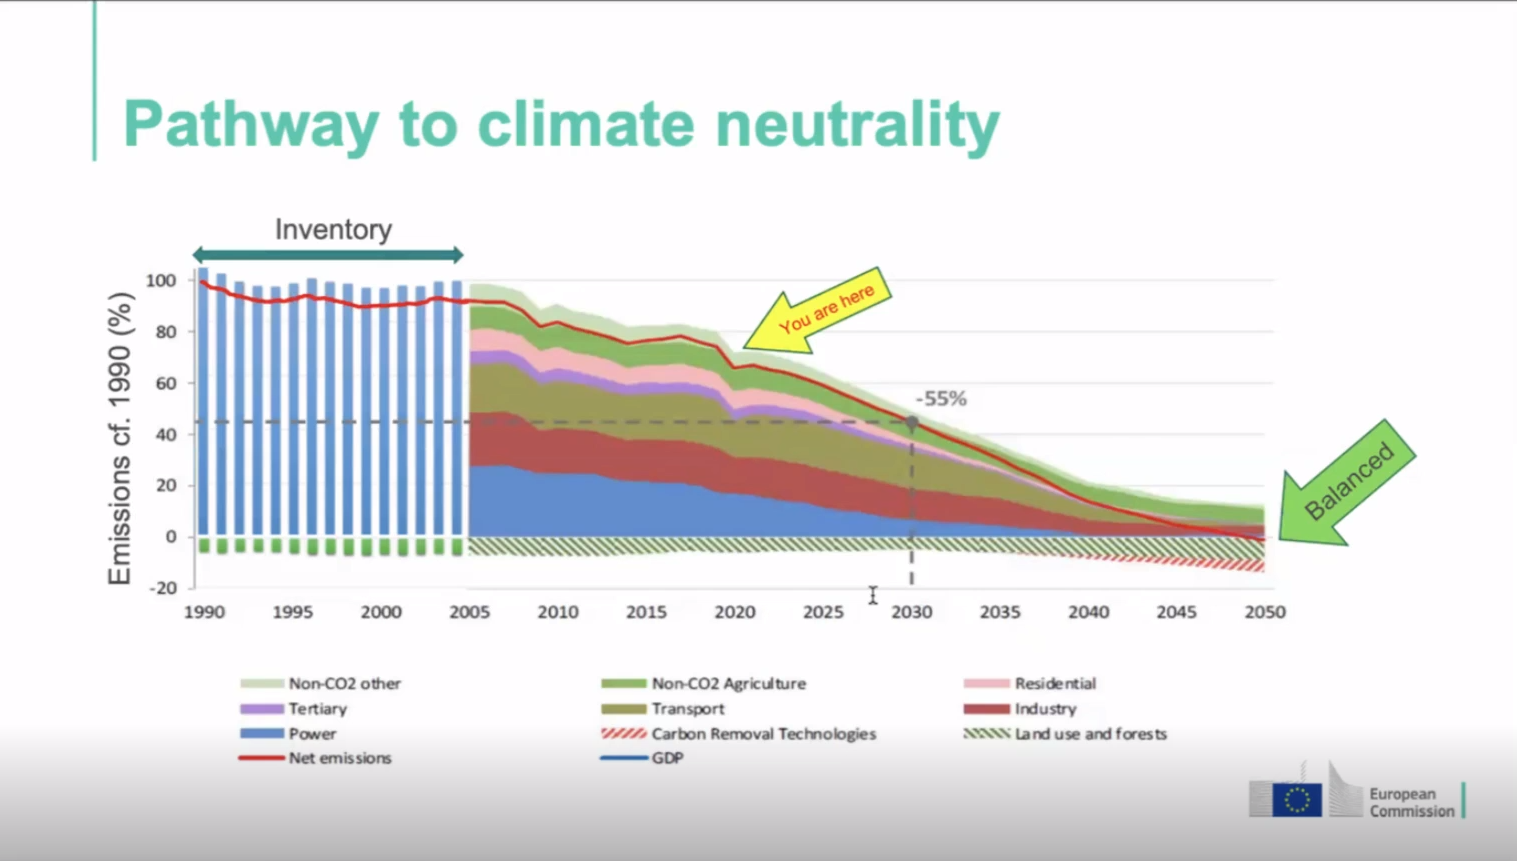 Pathway to climate neutrality
Inventory
Emissions cf. 1990 (%)
100
80
60
40
20
0
-20
You are here
-55%
Balanced
1990 1995 2000 2005 2010 2015 2020 2025 2030 2035 2040 2045 2050
Non-CO2 other Non-CO2 Agriculture Residential
Tertiary Transport Industry
Power Carbon Removal Technologies Land use and forests
Net emissions GDP
European
Commission